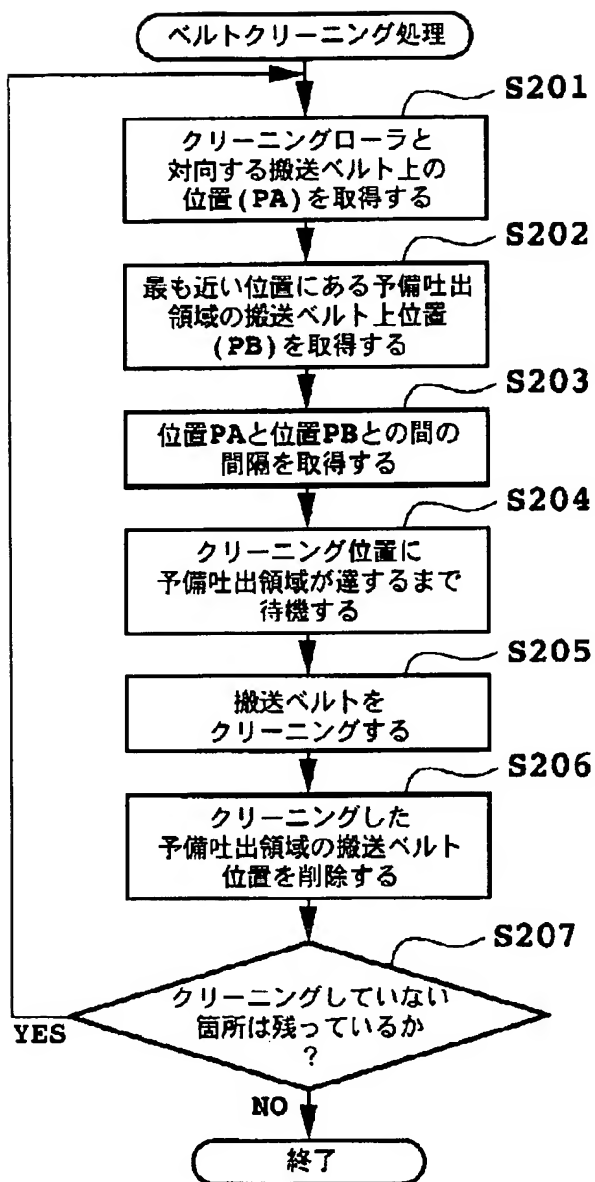 ベルトクリーニング処理
S201
クリーニングローラと
対向する搬送ベルト上の
位置(PA)を取得する
S202
最も近い位置にある予備吐出
領域の搬送ベルト上位置
(PB)を取得する
S203
位置PAと位置PBとの間の
間隔を取得する
S204
クリーニング位置に
予備吐出領域が達するまで
待機する
S205
搬送ベルトを
クリーニングする
S206
クリーニングした
予備吐出領域の搬送ベルト
位置を削除する
S207
クリーニングしていない
箇所は残っているか
?
YES
NO
終了